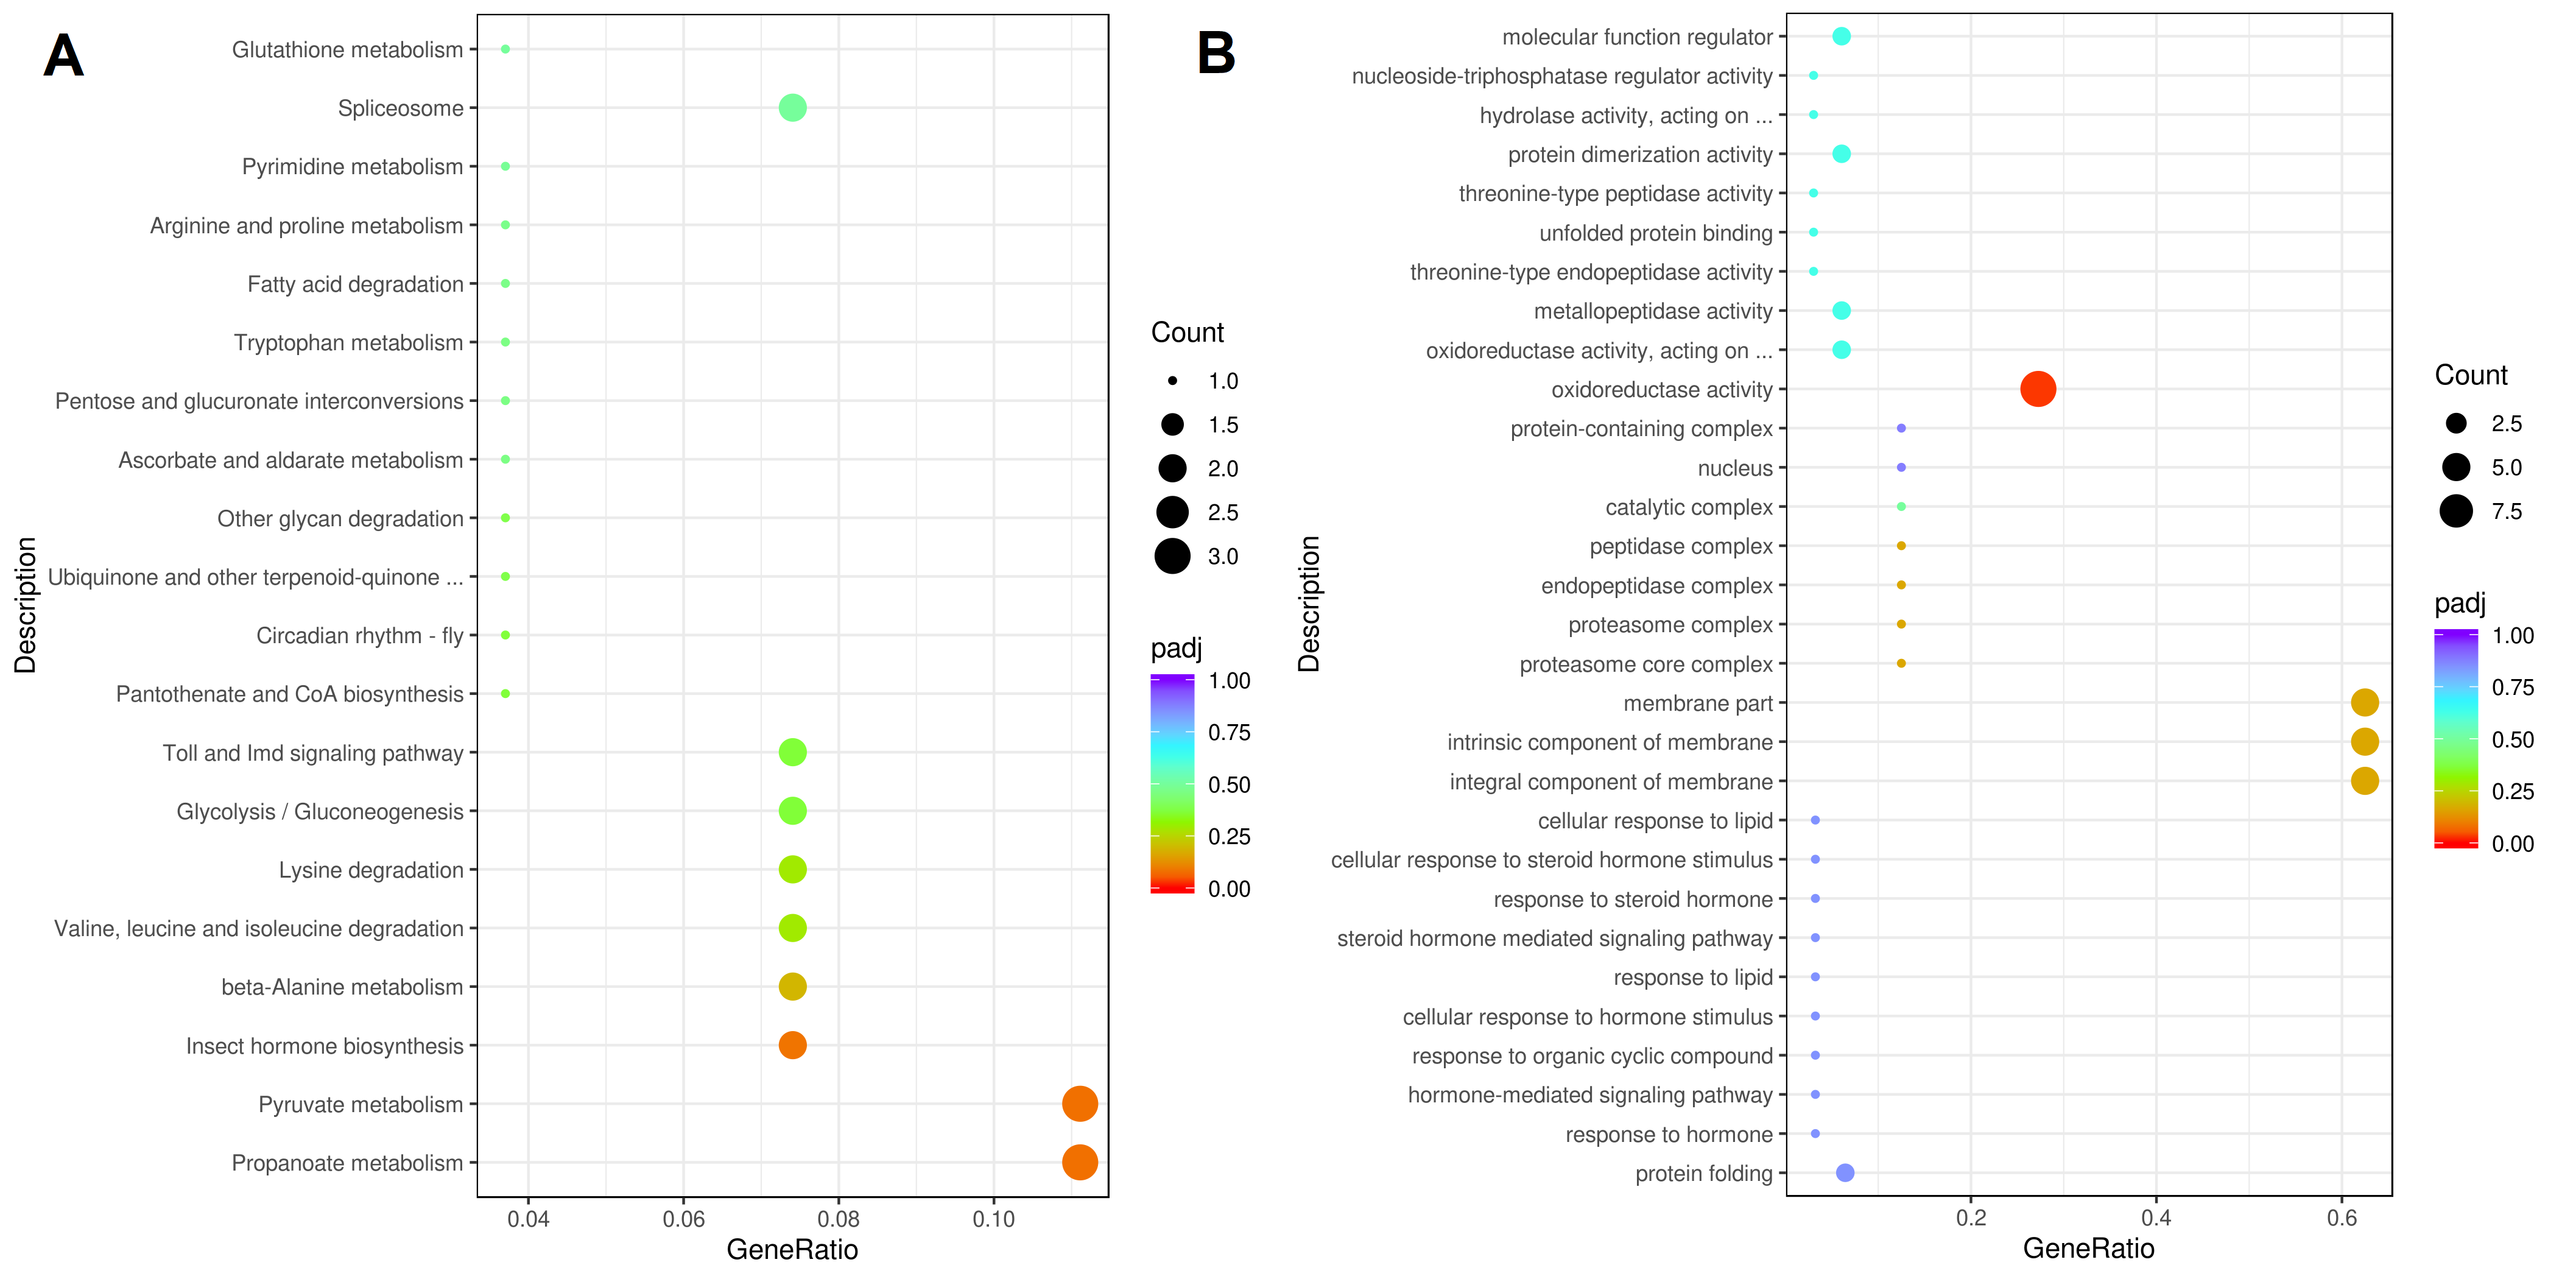 A
Description
Glutathione metabolism
Spliceosome
Pyrimidine metabolism
Arginine and proline metabolism
Fatty acid degradation
Tryptophan metabolism
Pentose and glucuronate interconversions
Ascorbate and aldarate metabolism
Other glycan degradation
Ubiquinone and other terpenoid-quinone ...
Circadian rhythm - fly
Pantothenate and CoA biosynthesis
Toll and Imd signaling pathway
Glycolysis / Gluconeogenesis
Lysine degradation
Valine, leucine and isoleucine degradation
beta-Alanine metabolism
Insect hormone biosynthesis
Pyruvate metabolism
Propanoate metabolism
0.04 0.06 0.08 0.10
GeneRatio
Count
1.0
1.5
2.0
2.5
3.0
padj
1.00
0.75
0.50
0.25
0.00
B
Description
molecular function regulator
nucleoside-triphosphatase regulator activity
hydrolase activity, acting on ...
protein dimerization activity
threonine-type peptidase activity
unfolded protein binding
threonine-type endopeptidase activity
metallopeptidase activity
oxidoreductase activity, acting on ...
oxidoreductase activity
protein-containing complex
nucleus
catalytic complex
peptidase complex
endopeptidase complex
proteasome complex
proteasome core complex
membrane part
intrinsic component of membrane
integral component of membrane
cellular response to lipid
cellular response to steroid hormone stimulus
response to steroid hormone
steroid hormone mediated signaling pathway
response to lipid
cellular response to hormone stimulus
response to organic cyclic compound
hormone-mediated signaling pathway
response to hormone
protein folding
0.2 0.4 0.6
GeneRatio
Count
2.5
5.0
7.5
padj
1.00
0.75
0.50
0.25
0.00